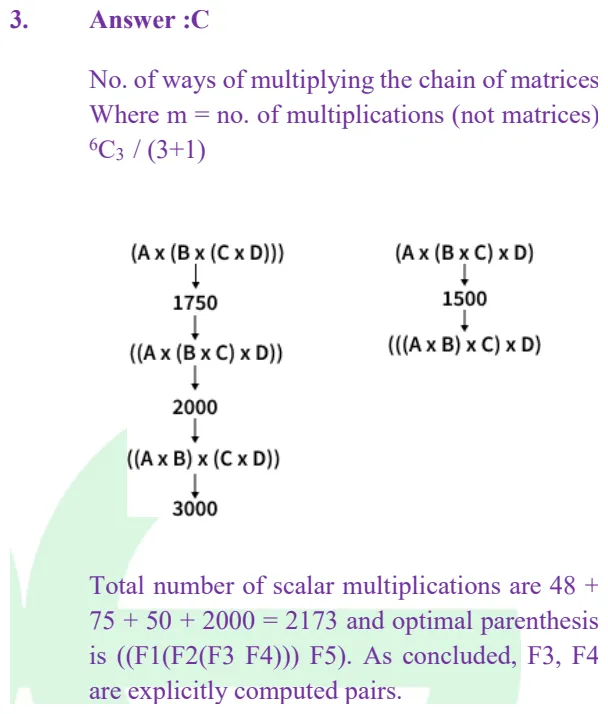 3. Answer :C
No. of ways of multiplying the chain of matrices
Where m = no. of multiplications (not matrices)
⁶C₃ / (3+1)
(A x (B x (C x D)))
1750
((A x (B x C) x D))
2000
((A x B) x (C x D))
3000
(A x (B x C) x D)
1500
(((A x B) x C) x D)
Total number of scalar multiplications are 48 +
75 + 50 + 2000 = 2173 and optimal parenthesis
is ((F1(F2(F3 F4))) F5). As concluded, F3, F4
are explicitly computed pairs.